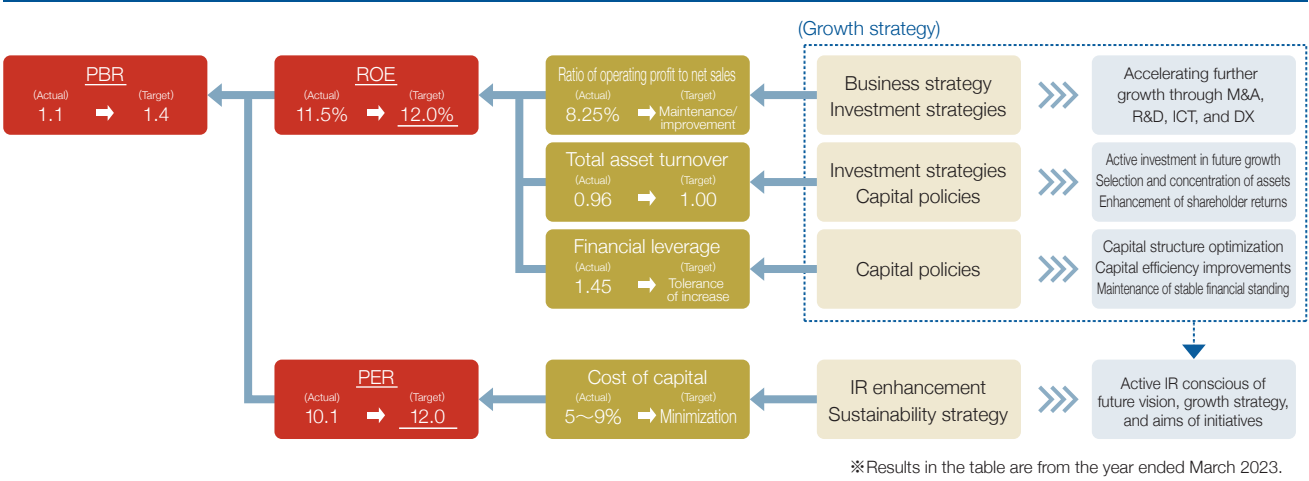 (Growth strategy)
PBR
(Actual) (Target)
1.1 1.4
ROE
(Actual) (Target)
11.5% 12.0%
Ratio of operating profit to net sales
(Actual) (Target)
8.25% Maintenance/
improvement
Business strategy
Investment strategies
Accelerating further
growth through M&A,
R&D, ICT, and DX
Total asset turnover
(Actual) (Target)
0.96 1.00
Investment strategies
Capital policies
Active investment in future growth
Selection and concentration of assets
Enhancement of shareholder returns
Financial leverage
(Actual) (Target)
1.45 Tolerance
of increase
Capital policies
Capital structure optimization
Capital efficiency improvements
Maintenance of stable financial standing
PER
(Actual) (Target)
10.1 12.0
Cost of capital
(Actual) (Target)
5～9% Minimization
IR enhancement
Sustainability strategy
Active IR conscious of
future vision, growth strategy,
and aims of initiatives
※Results in the table are from the year ended March 2023.